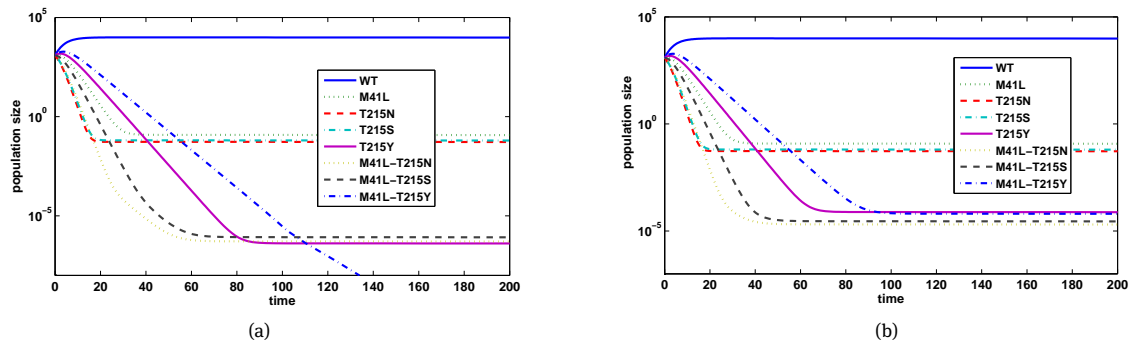 10^5
10^0
10^-5
population size
0 20 40 60 80 100 120 140 160 180 200
time
WT
M41L
T215N
T215S
T215Y
M41L-T215N
M41L-T215S
M41L-T215Y
(a)
10^5
10^0
10^-5
population size
0 20 40 60 80 100 120 140 160 180 200
time
WT
M41L
T215N
T215S
T215Y
M41L-T215N
M41L-T215S
M41L-T215Y
(b)